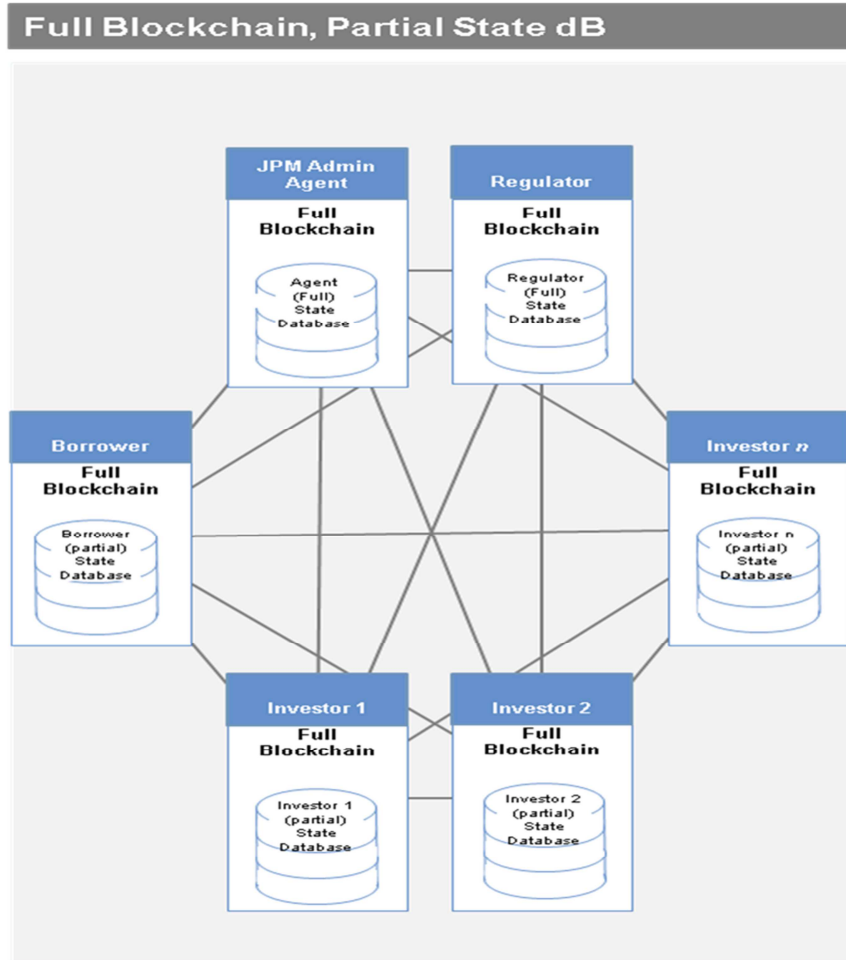 Full Blockchain, Partial State dB
JPM Admin
Agent
Full
Blockchain
Agent
(Full)
State
Database
Regulator
Full
Blockchain
Regulator
(Full)
State
Database
Borrower
Full
Blockchain
Borrower
(partial)
State
Database
Investor n
Full
Blockchain
Investor n
(partial)
State
Database
Investor 1
Full
Blockchain
Investor 1
(partial)
State
Database
Investor 2
Full
Blockchain
Investor 2
(partial)
State
Database